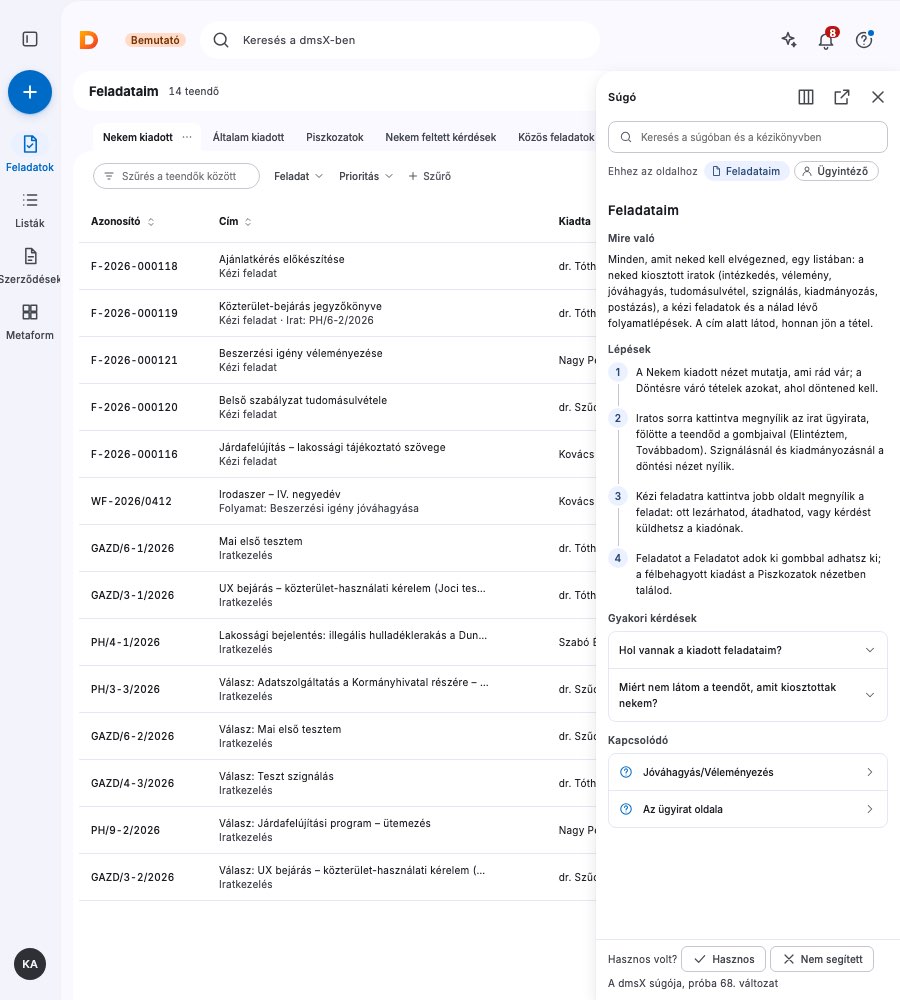 Bemutató
Keresés a dmsX-ben
8
Feladatok
Listák
Szerződések
Metaform
KA
Feladataim
14 teendő
Nekem kiadott
Általam kiadott
Piszkozatok
Nekem feltett kérdések
Közös feladatok
Szűrés a teendők között
Feladat
Prioritás
Szűrő
Azonosító
Cím
Kiadta
F-2026-000118
Ajánlatkérés előkészítése
Kézi feladat
dr. Tóth
F-2026-000119
Közterület-bejárás jegyzőkönyve
Kézi feladat · Irat: PH/6-2/2026
dr. Tóth
F-2026-000121
Beszerzési igény véleményezése
Kézi feladat
Nagy Pe
F-2026-000120
Belső szabályzat tudomásulvétele
Kézi feladat
dr. Szűc
F-2026-000116
Járdafelújítás – lakossági tájékoztató szövege
Kézi feladat
Kovács
WF-2026/0412
Irodaszer – IV. negyedév
Folyamat: Beszerzési igény jóváhagyása
Kovács
GAZD/6-1/2026
Mai első tesztem
Iratkezelés
dr. Tóth
GAZD/3-1/2026
UX bejárás – közterület-használati kérelem (Joci tes...
Iratkezelés
dr. Tóth
PH/4-1/2026
Lakossági bejelentés: illegális hulladéklerakás a Dun...
Iratkezelés
Szabó
PH/3-3/2026
Válasz: Adatszolgáltatás a Kormányhivatal részére – ...
Iratkezelés
dr. Szűc
GAZD/6-2/2026
Válasz: Mai első tesztem
Iratkezelés
dr. Szűc
GAZD/4-3/2026
Válasz: Teszt szignálás
Iratkezelés
dr. Tóth
PH/9-2/2026
Válasz: Járdafelújítási program – ütemezés
Iratkezelés
Nagy Pe
GAZD/3-2/2026
Válasz: UX bejárás – közterület-használati kérelem (...
Iratkezelés
dr. Szűc
Súgó
Keresés a súgóban és a kézikönyvben
Ehhez az oldalhoz
Feladataim
Ügyintéző
Feladataim
Mire való
Minden, amit neked kell elvégezned, egy listában: a
neked kiosztott iratok (intézkedés, vélemény,
jóváhagyás, tudomásulvétel, szignálás, kiadmányozás,
postázás), a kézi feladatok és a nálad lévő
folyamatlépések. A cím alatt látod, honnan jön a tétel.
Lépések
1
A Nekem kiadott nézet mutatja, ami rád vár; a
Döntésre váró tételek azokat, ahol döntened kell.
2
Iratos sorra kattintva megnyílik az irat ügyirata,
fölötte a teendőd a gombjaival (Elintéztem,
Továbbadom). Szignálásnál és kiadmányozásnál a
döntési nézet nyílik.
3
Kézi feladatra kattintva jobb oldalt megnyílik a
feladat: ott lezárhatod, átadhatod, vagy kérdést
küldhetsz a kiadónak.
4
Feladatot a Feladatot adok ki gombbal adhatsz ki;
a félbehagyott kiadást a Piszkozatok nézetben
találod.
Gyakori kérdések
Hol vannak a kiadott feladataim?
Miért nem látom a teendőt, amit kiosztottak
nekem?
Kapcsolódó
Jóváhagyás/Véleményezés
Az ügyirat oldala
Hasznos volt?
Hasznos
Nem segített
A dmsX súgója, próba 68. változat